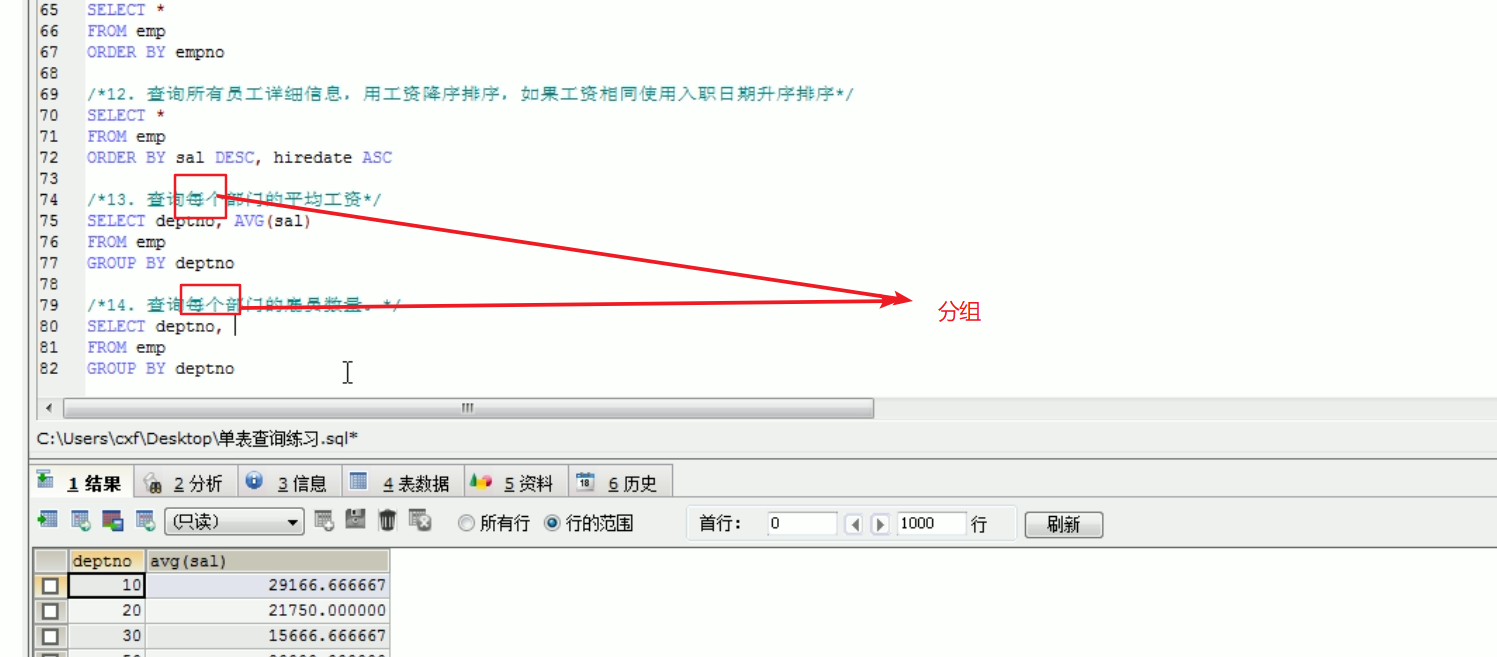 65 SELECT *
66 FROM emp
67 ORDER BY empno
68
69 /*12. 查询所有员工详细信息，用工资降序排序，如果工资相同使用入职日期升序排序*/
70 SELECT *
71 FROM emp
72 ORDER BY sal DESC, hiredate ASC
73
74 /*13. 查询每个部门的平均工资*/
75 SELECT deptno, AVG(sal)
76 FROM emp
77 GROUP BY deptno
78
79 /*14. 查询每个部门的雇员数量。*/
分组
80 SELECT deptno,
81 FROM emp
82 GROUP BY deptno
C:\Users\cxf\Desktop\单表查询练习.sql*
1 结果 2 分析 3 信息 4 表数据 5 资料 6 历史
(只读) 所有行 行的范围 首行: 0 1000 行 刷新
deptno avg(sal)
10 29166.666667
20 21750.000000
30 15666.666667